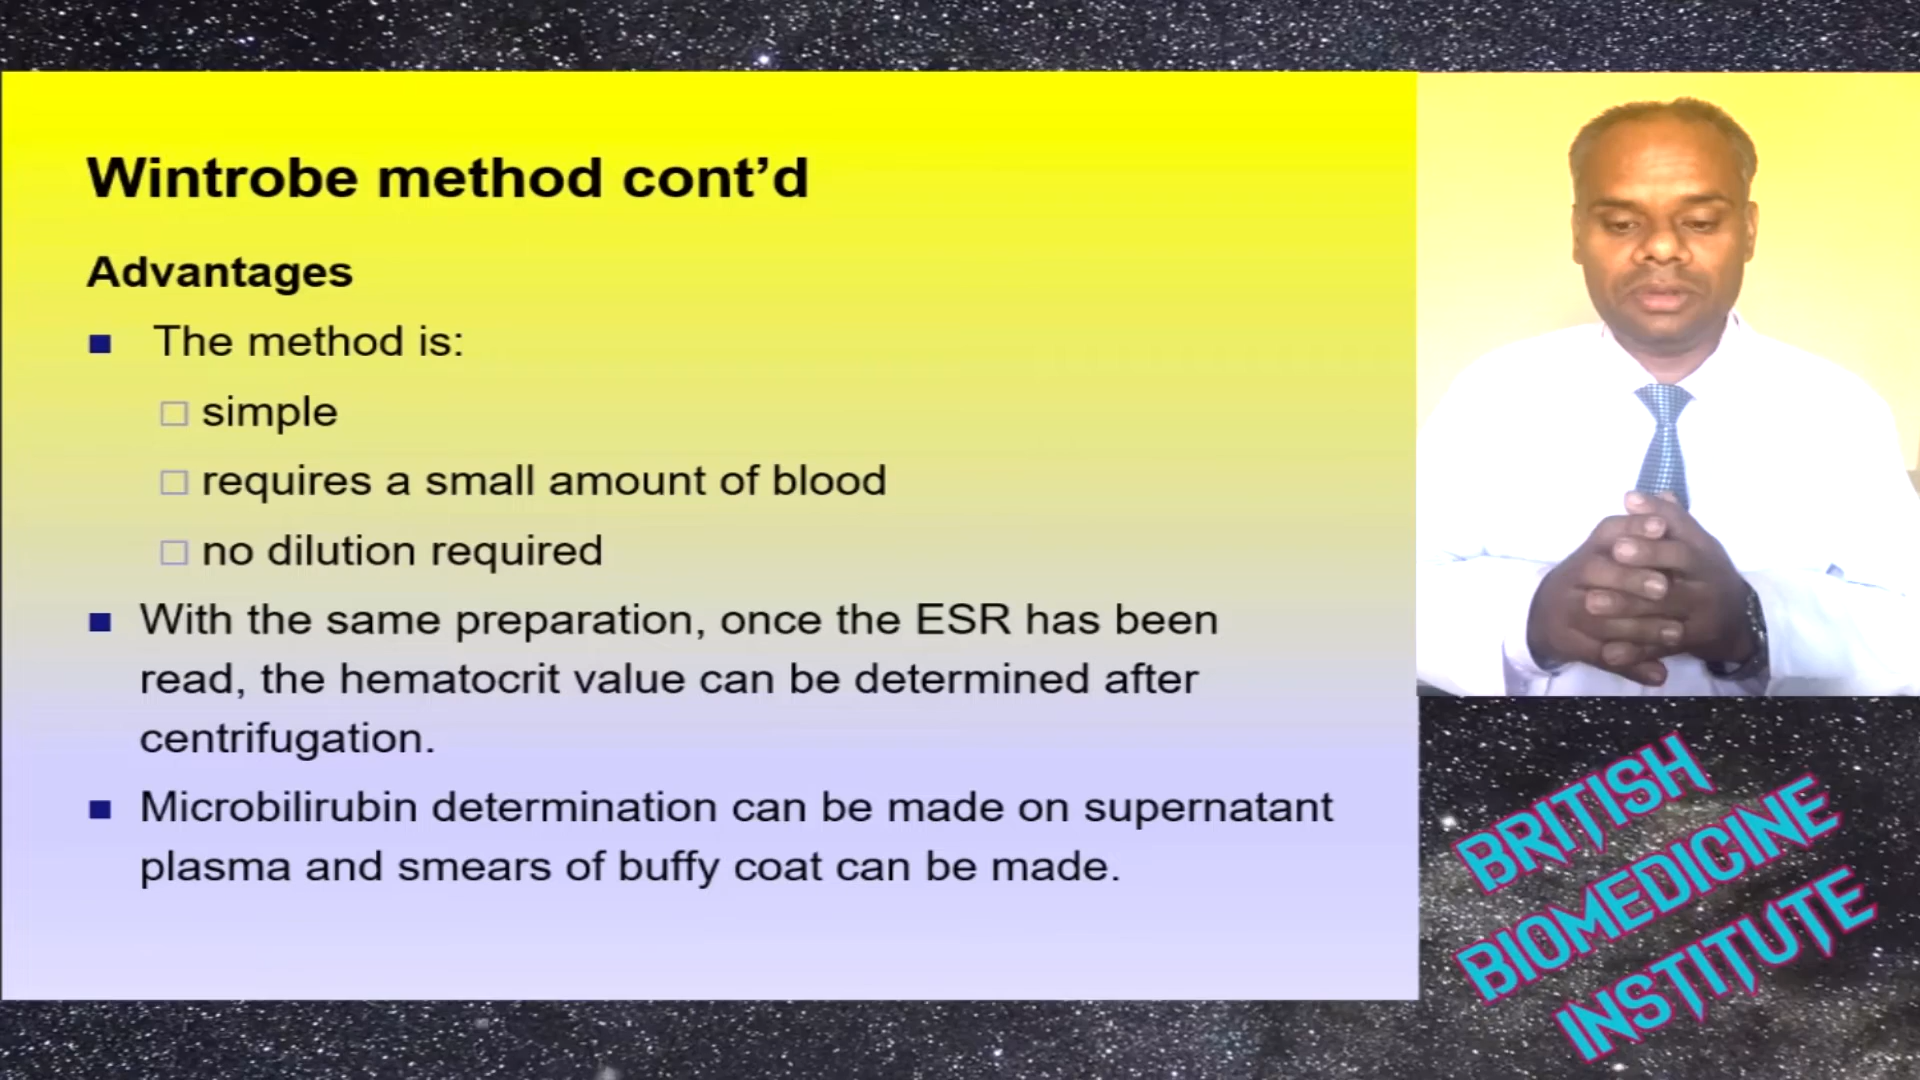 Wintrobe method cont’d
Advantages
The method is:
simple
requires a small amount of blood
no dilution required
With the same preparation, once the ESR has been
read, the hematocrit value can be determined after
centrifugation.
Microbilirubin determination can be made on supernatant
plasma and smears of buffy coat can be made.
BRITISH
BIOMEDICINE
INSTITUTE